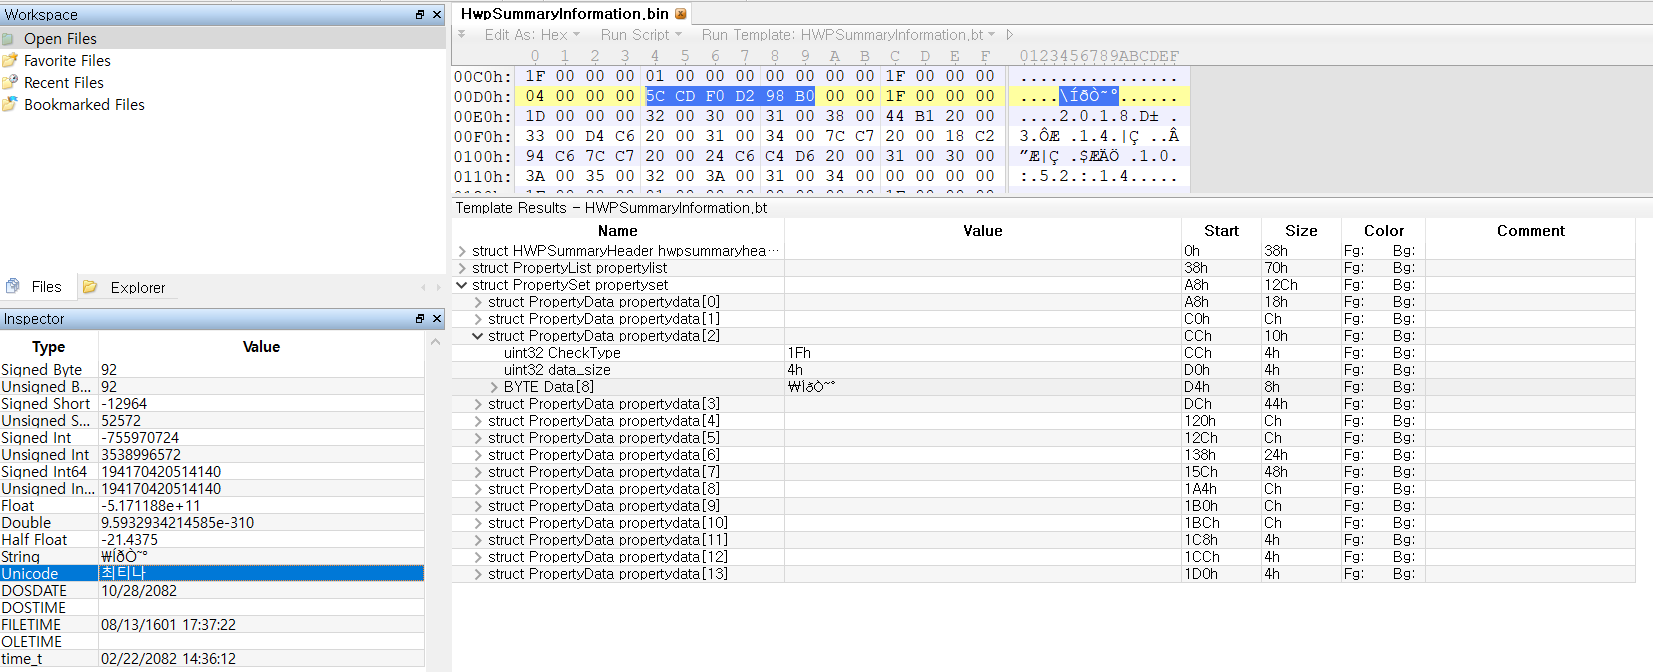 Workspace
Open Files
Favorite Files
Recent Files
Bookmarked Files
Files Explorer
Inspector
Type Value
Signed Byte 92
Unsigned B... 92
Signed Short -12964
Unsigned S... 52572
Signed Int -755970724
Unsigned Int 3538996572
Signed Int64 194170420514140
Unsigned In... 194170420514140
Float -5.171188e+11
Double 9.5932934214585e-310
Half Float -21.4375
String ₩ÍðÒ˜°
Unicode 최티나
DOSDATE 10/28/2082
DOSTIME
FILETIME 08/13/1601 17:37:22
OLETIME
time_t 02/22/2082 14:36:12
HwpSummaryInformation.bin
Edit As: Hex Run Script Run Template: HWPSummaryInformation.bt
0 1 2 3 4 5 6 7 8 9 A B C D E F 0123456789ABCDEF
00C0h: 1F 00 00 00 01 00 00 00 00 00 00 00 1F 00 00 00 ................
00D0h: 04 00 00 00 5C CD F0 D2 98 B0 00 00 1F 00 00 00 ....\ÍðÒ˜°......
00E0h: 1D 00 00 00 32 00 30 00 31 00 38 00 44 B1 20 00 ....2.0.1.8.D± .
00F0h: 33 00 D4 C6 20 00 31 00 34 00 7C C7 20 00 18 C2 3.ÔÆ .1.4.|Ç ..Â
0100h: 94 C6 7C C7 20 00 24 C6 C4 D6 20 00 31 00 30 00 ”Æ|Ç .$ÆÄÖ .1.0.
0110h: 3A 00 35 00 32 00 3A 00 31 00 34 00 00 00 00 00 :.5.2.:.1.4.....
0120h: 1F 00 00 00 01 00 00 00 00 00 00 00 1F 00 00 00
Template Results - HWPSummaryInformation.bt
Name Value Start Size Color Comment
struct HWPSummaryHeader hwpsummaryhea... 0h 38h Fg: Bg:
struct PropertyList propertylist 38h 70h Fg: Bg:
struct PropertySet propertyset A8h 12Ch Fg: Bg:
struct PropertyData propertydata[0] A8h 18h Fg: Bg:
struct PropertyData propertydata[1] C0h Ch Fg: Bg:
struct PropertyData propertydata[2] CCh 10h Fg: Bg:
uint32 CheckType 1Fh CCh 4h Fg: Bg:
uint32 data_size 4h D0h 4h Fg: Bg:
BYTE Data[8] ₩ÍðÒ˜° D4h 8h Fg: Bg:
struct PropertyData propertydata[3] DCh 44h Fg: Bg:
struct PropertyData propertydata[4] 120h Ch Fg: Bg:
struct PropertyData propertydata[5] 12Ch Ch Fg: Bg:
struct PropertyData propertydata[6] 138h 24h Fg: Bg:
struct PropertyData propertydata[7] 15Ch 48h Fg: Bg:
struct PropertyData propertydata[8] 1A4h Ch Fg: Bg:
struct PropertyData propertydata[9] 1B0h Ch Fg: Bg:
struct PropertyData propertydata[10] 1BCh Ch Fg: Bg:
struct PropertyData propertydata[11] 1C8h 4h Fg: Bg:
struct PropertyData propertydata[12] 1CCh 4h Fg: Bg:
struct PropertyData propertydata[13] 1D0h 4h Fg: Bg: